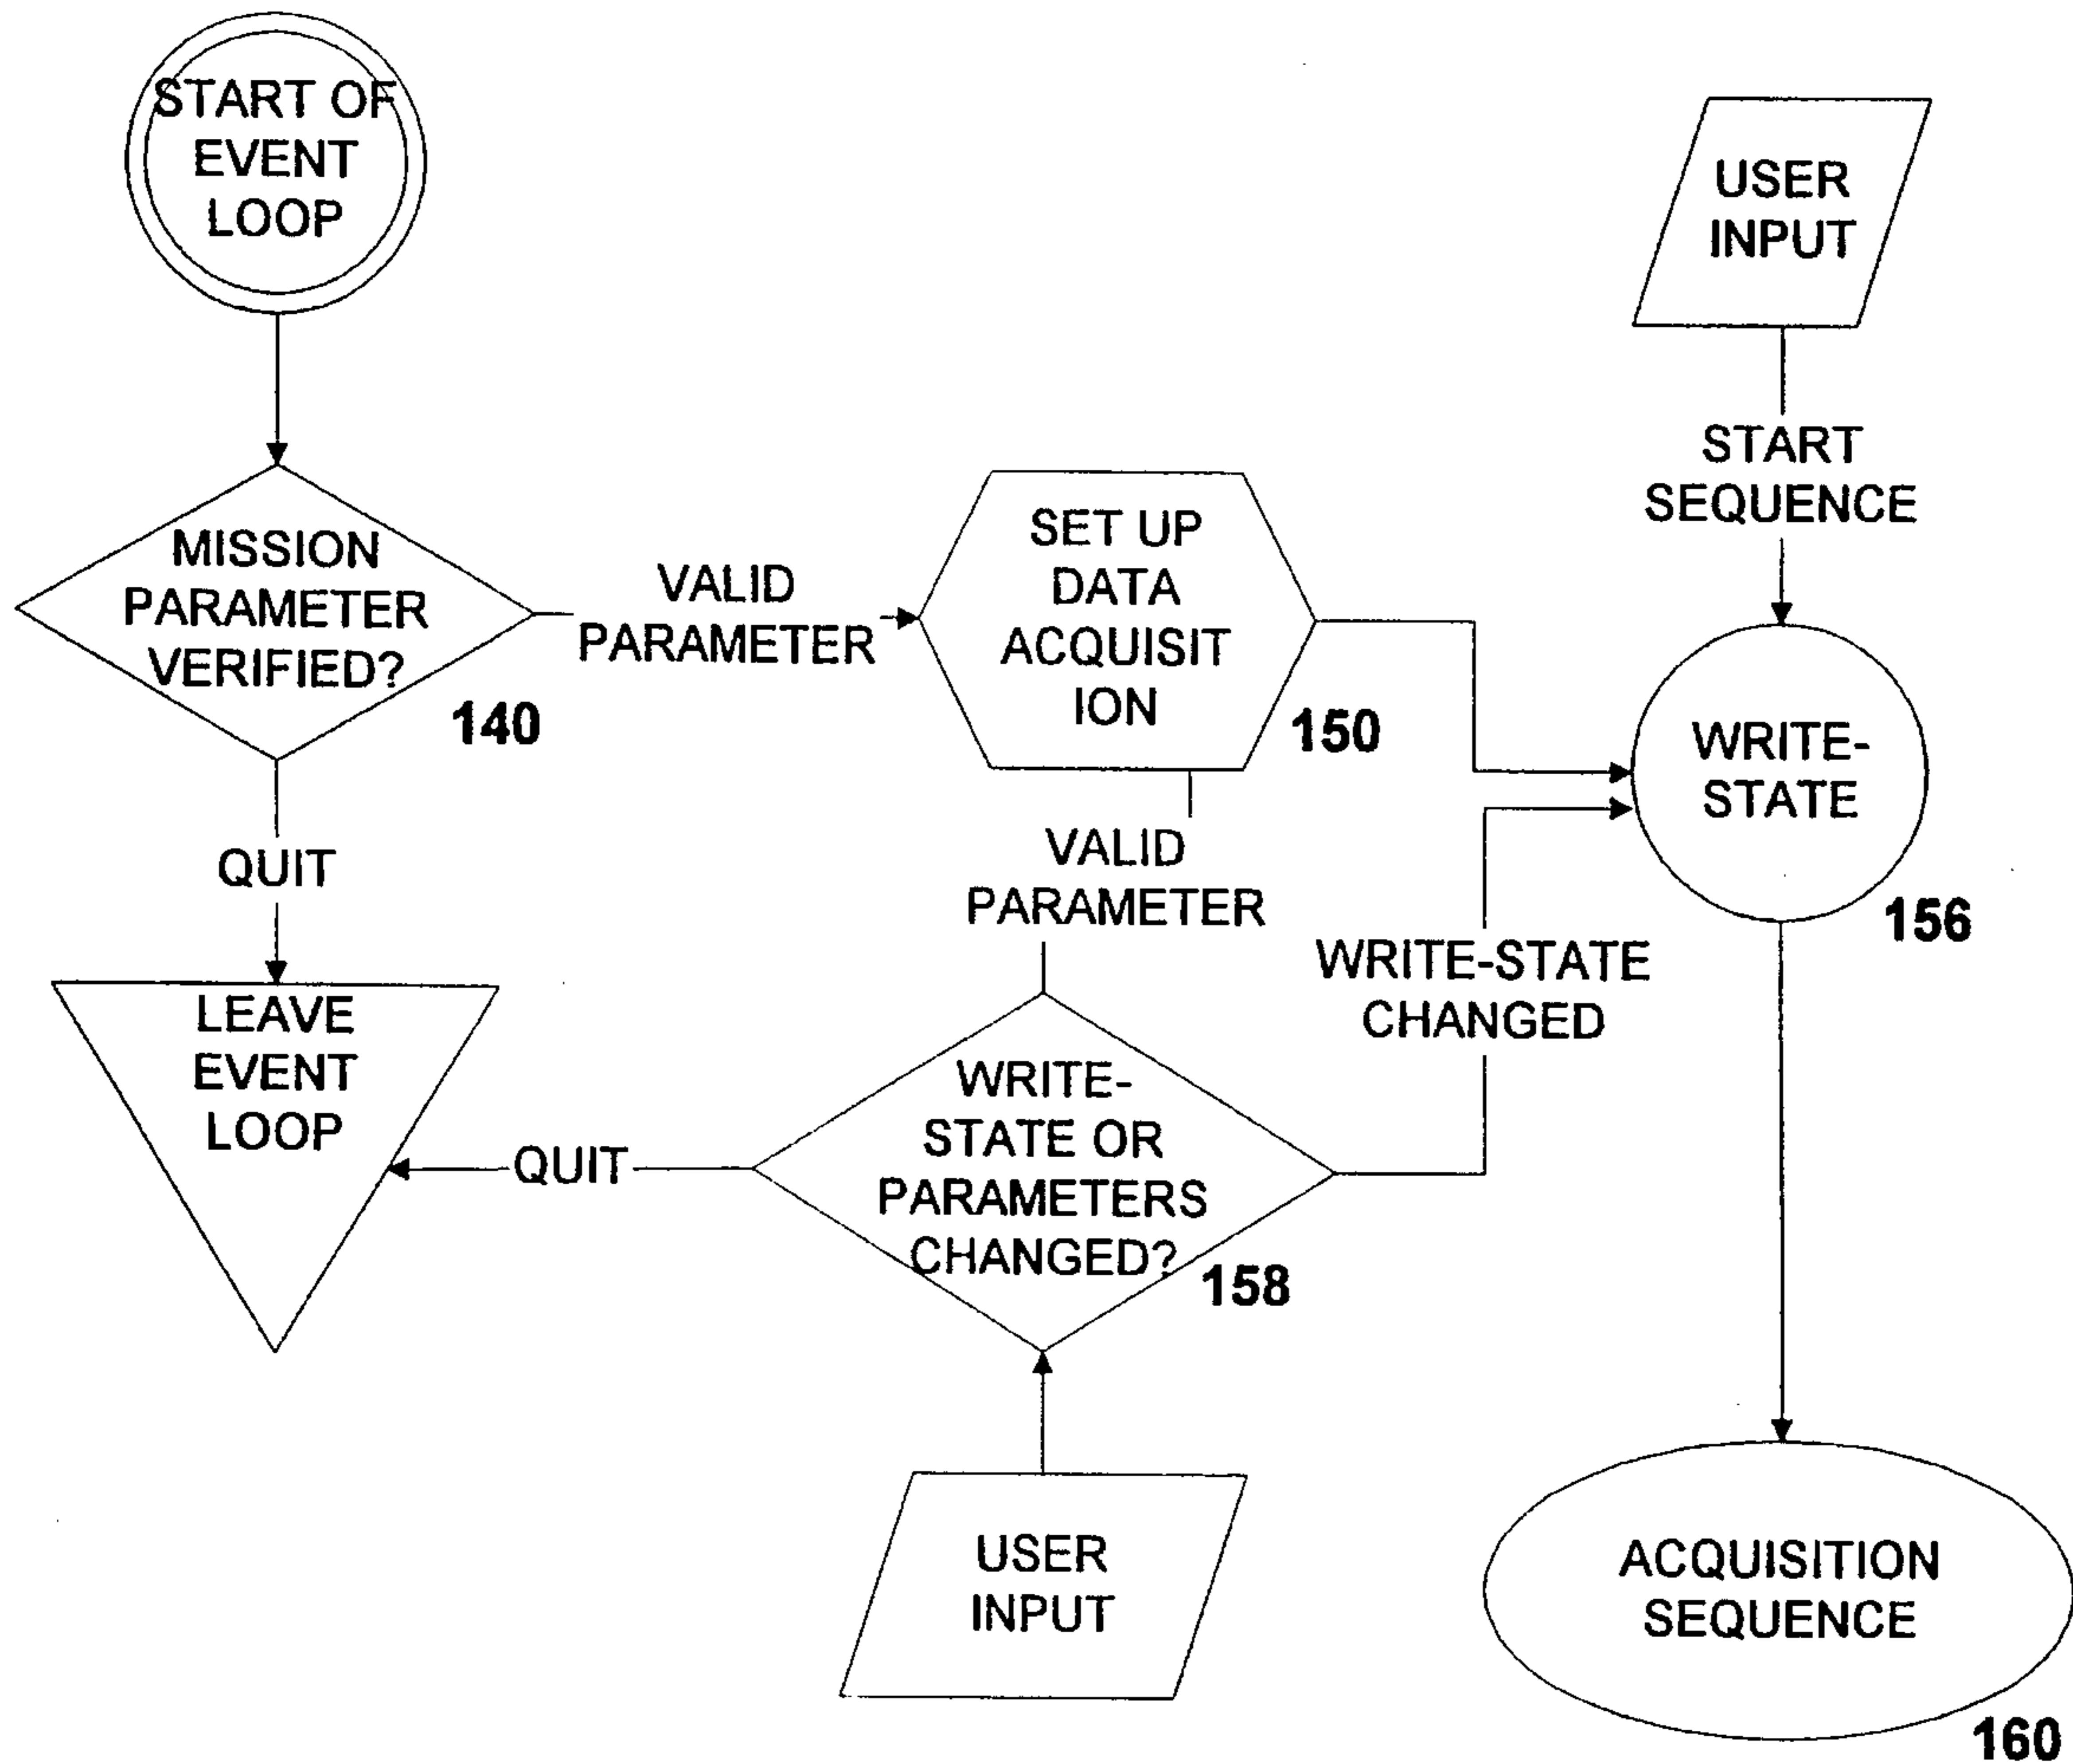 START OF
EVENT
LOOP
USER
INPUT
START
SEQUENCE
MISSION
PARAMETER
VERIFIED?
140
VALID
PARAMETER
SET UP
DATA
ACQUISIT
ION
150
WRITE-
STATE
156
QUIT
VALID
PARAMETER
WRITE-STATE
CHANGED
LEAVE
EVENT
LOOP
QUIT
WRITE-
STATE OR
PARAMETERS
CHANGED?
158
USER
INPUT
ACQUISITION
SEQUENCE
160